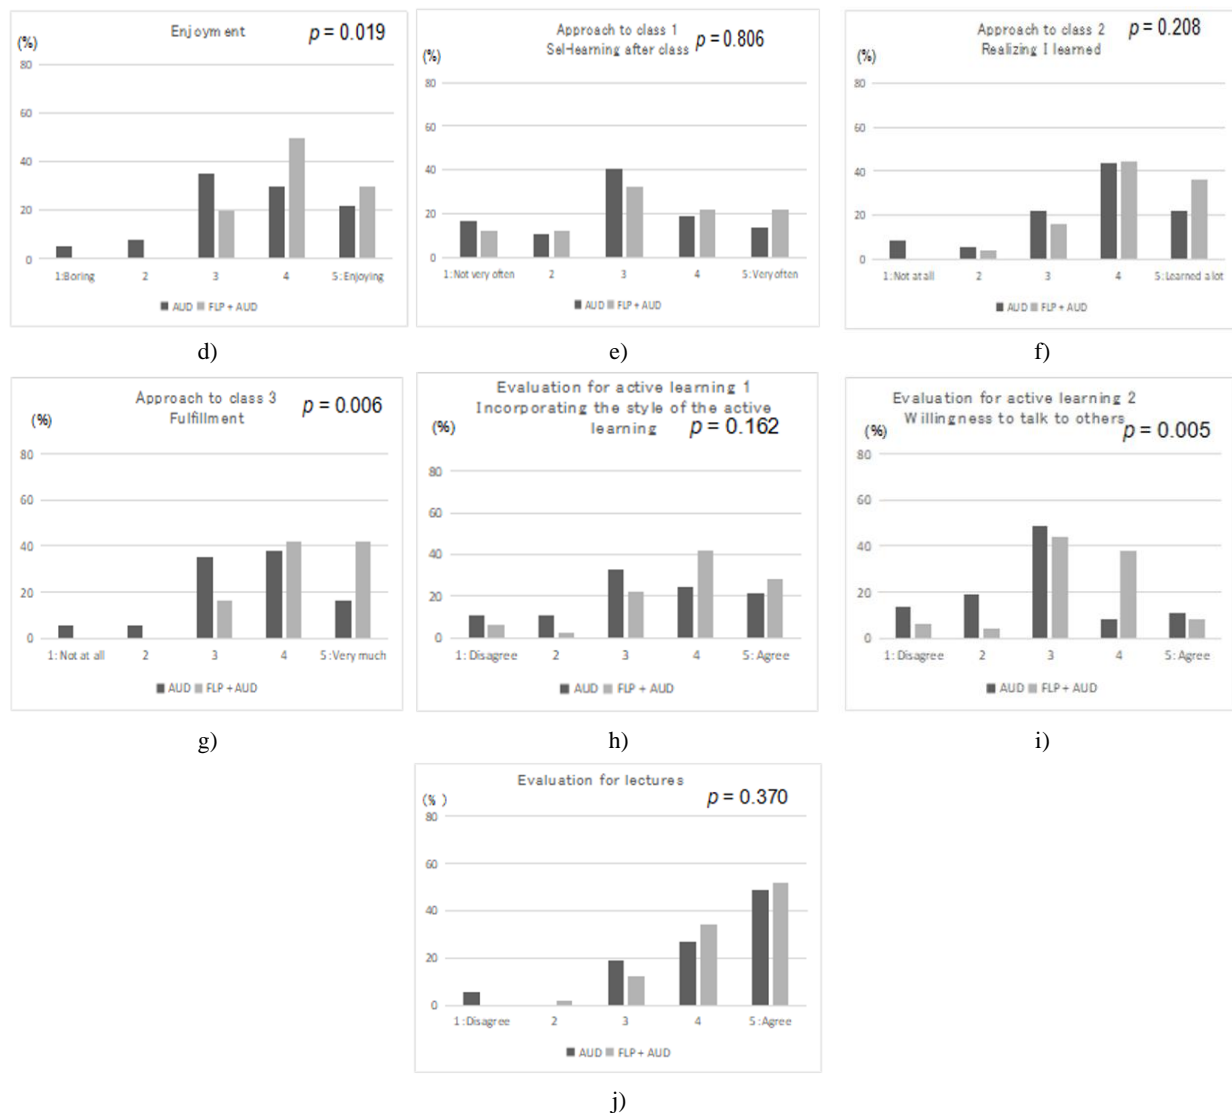 Enjoyment
p = 0.019
(%)
80
60
40
20
0
1:Boring 2 3 4 5:Enjoying
AUD FLP + AUD
d)
Approach to class 1
Sel-learning after class
p = 0.806
(%)
80
60
40
20
0
1:Not very often 2 3 4 5:Very often
AUD FLP + AUD
e)
Approach to class 2
Realizing I learned
p = 0.208
(%)
80
60
40
20
0
1:Not at all 2 3 4 5:Learned a lot
AUD FLP + AUD
f)
Approach to class 3
Fulfillment
p = 0.006
(%)
80
60
40
20
0
1:Not at all 2 3 4 5:Very much
AUD FLP + AUD
g)
Evaluation for active learning 1
Incorporating the style of the active
learning
p = 0.162
(%)
80
60
40
20
0
1:Disagree 2 3 4 5:Agree
AUD FLP + AUD
h)
Evaluation for active learning 2
Willingness to talk to others
p = 0.005
(%)
80
60
40
20
0
1:Disagree 2 3 4 5:Agree
AUD FLP + AUD
i)
Evaluation for lectures
p = 0.370
(%)
80
60
40
20
0
1:Disagree 2 3 4 5:Agree
AUD FLP + AUD
j)